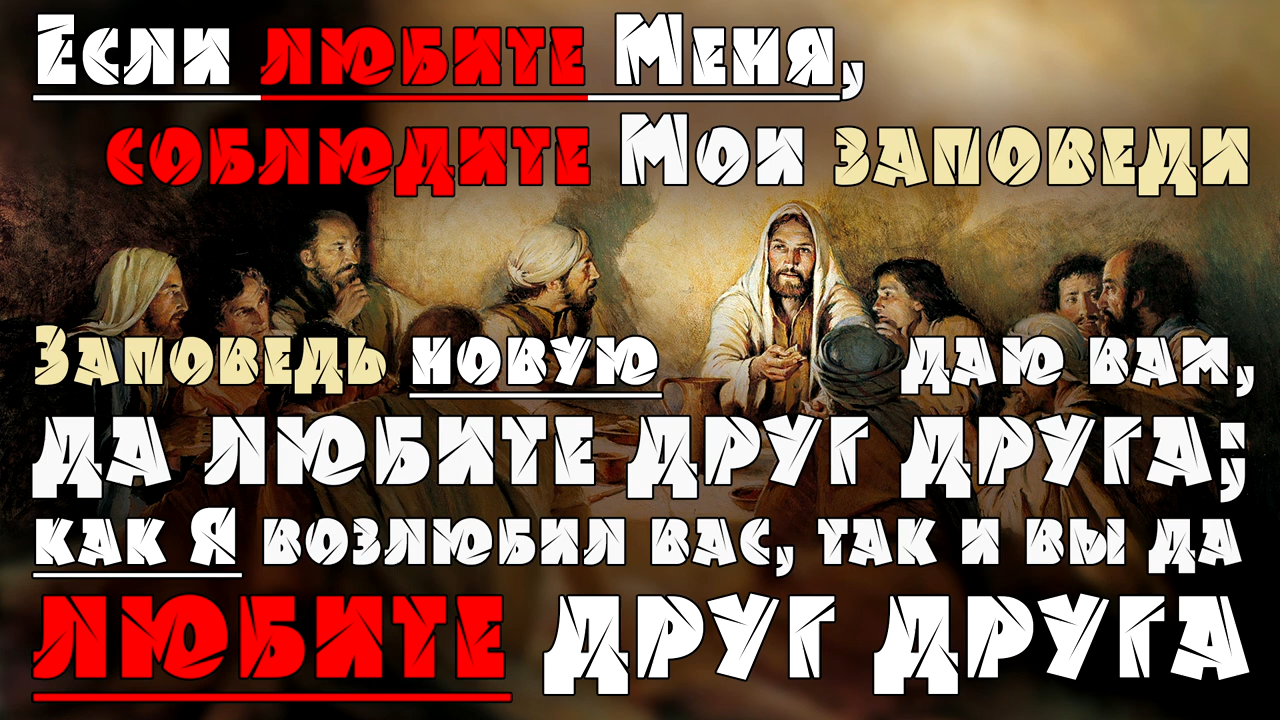 Если любите Меня,
соблюдите Мои заповеди
Заповедь новую даю вам,
да любите друг друга;
как Я возлюбил вас, так и вы да
любите друг друга